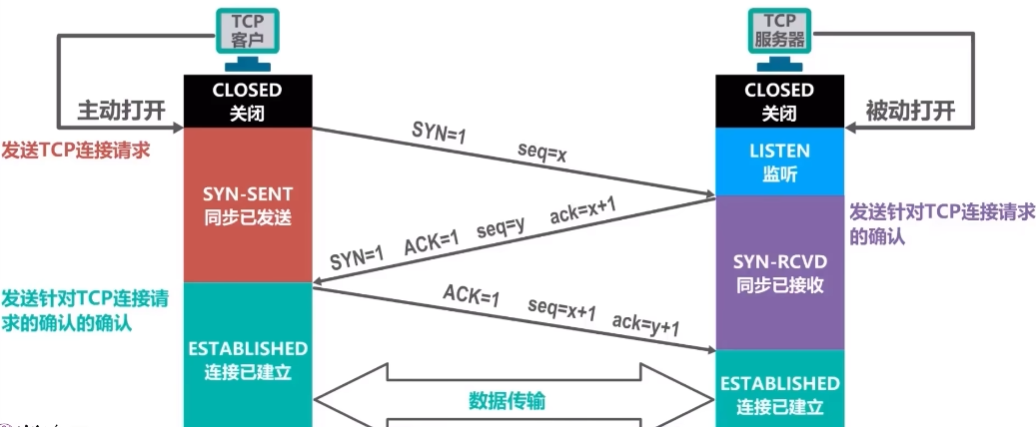 TCP
客户
TCP
服务器
CLOSED
关闭
CLOSED
关闭
主动打开
被动打开
发送TCP连接请求
SYN=1 seq=x
LISTEN
监听
SYN-SENT
同步已发送
SYN=1 ACK=1 seq=y ack=x+1
发送针对TCP连接请求
的确认
SYN-RCVD
同步已接收
发送针对TCP连接请
求的确认的确认
ACK=1 seq=x+1 ack=y+1
ESTABLISHED
连接已建立
数据传输
ESTABLISHED
连接已建立